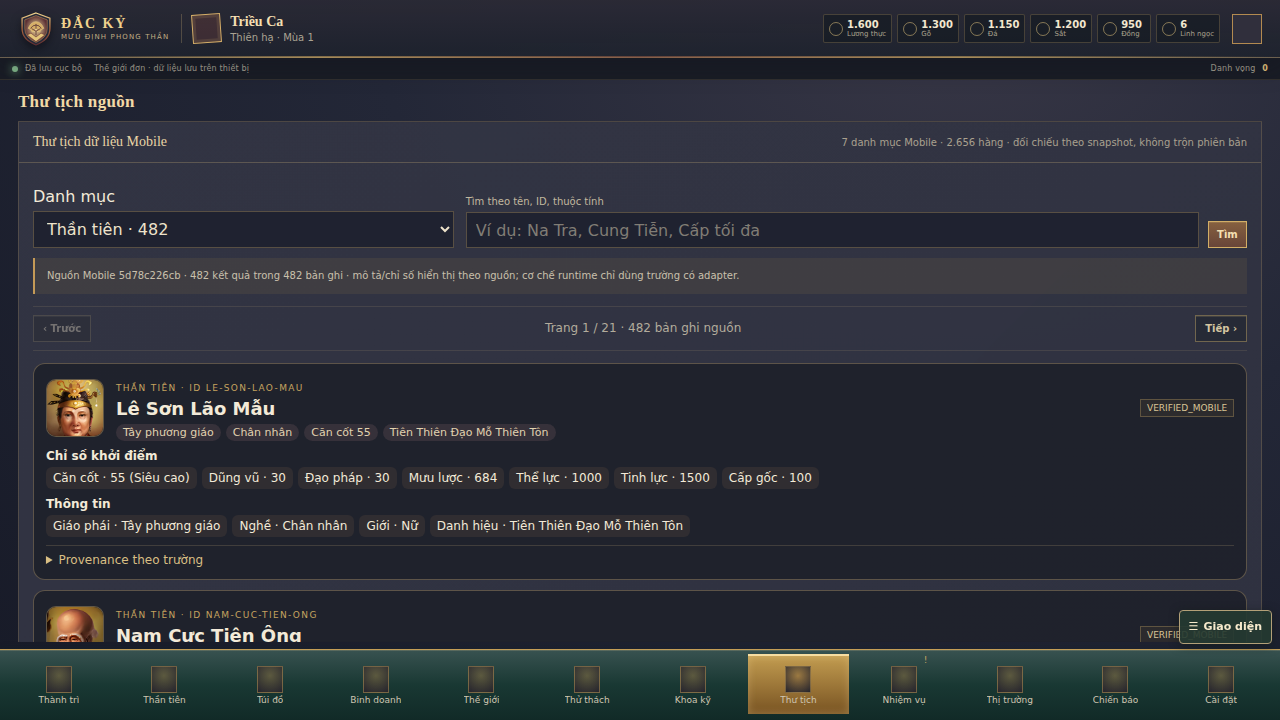 ĐẮC KỶ
MƯU ĐỊNH PHONG THẦN
Triều Ca
Thiên hạ · Mùa 1
1.600
Lương thực
1.300
Gỗ
1.150
Đá
1.200
Sắt
950
Đồng
6
Linh ngọc
Đã lưu cục bộ
Thế giới đơn · dữ liệu lưu trên thiết bị
Danh vọng 0
Thư tịch nguồn
Thư tịch dữ liệu Mobile
7 danh mục Mobile · 2.656 hàng · đối chiếu theo snapshot, không trộn phiên bản
Danh mục
Tìm theo tên, ID, thuộc tính
Thần tiên · 482
Ví dụ: Na Tra, Cung Tiễn, Cấp tối đa
Tìm
Nguồn Mobile 5d78c226cb · 482 kết quả trong 482 bản ghi · mô tả/chỉ số hiển thị theo nguồn; cơ chế runtime chỉ dùng trường có adapter.
‹ Trước
Trang 1 / 21 · 482 bản ghi nguồn
Tiếp ›
THẦN TIÊN · ID LE-SON-LAO-MAU
Lê Sơn Lão Mẫu
VERIFIED_MOBILE
Tây phương giáo
Chân nhân
Căn cốt 55
Tiên Thiên Đạo Mỗ Thiên Tôn
Chỉ số khởi điểm
Căn cốt · 55 (Siêu cao)
Dũng vũ · 30
Đạo pháp · 30
Mưu lược · 684
Thể lực · 1000
Tinh lực · 1500
Cấp gốc · 100
Thông tin
Giáo phái · Tây phương giáo
Nghề · Chân nhân
Giới · Nữ
Danh hiệu · Tiên Thiên Đạo Mỗ Thiên Tôn
▶ Provenance theo trường
THẦN TIÊN · ID NAM-CUC-TIEN-ONG
Nam Cực Tiên Ông
☰ Giao diện
Thành trì
Thần tiên
Túi đồ
Binh doanh
Thế giới
Thử thách
Khoa kỹ
Thư tịch
!
Nhiệm vụ
Thị trường
Chiến báo
Cài đặt